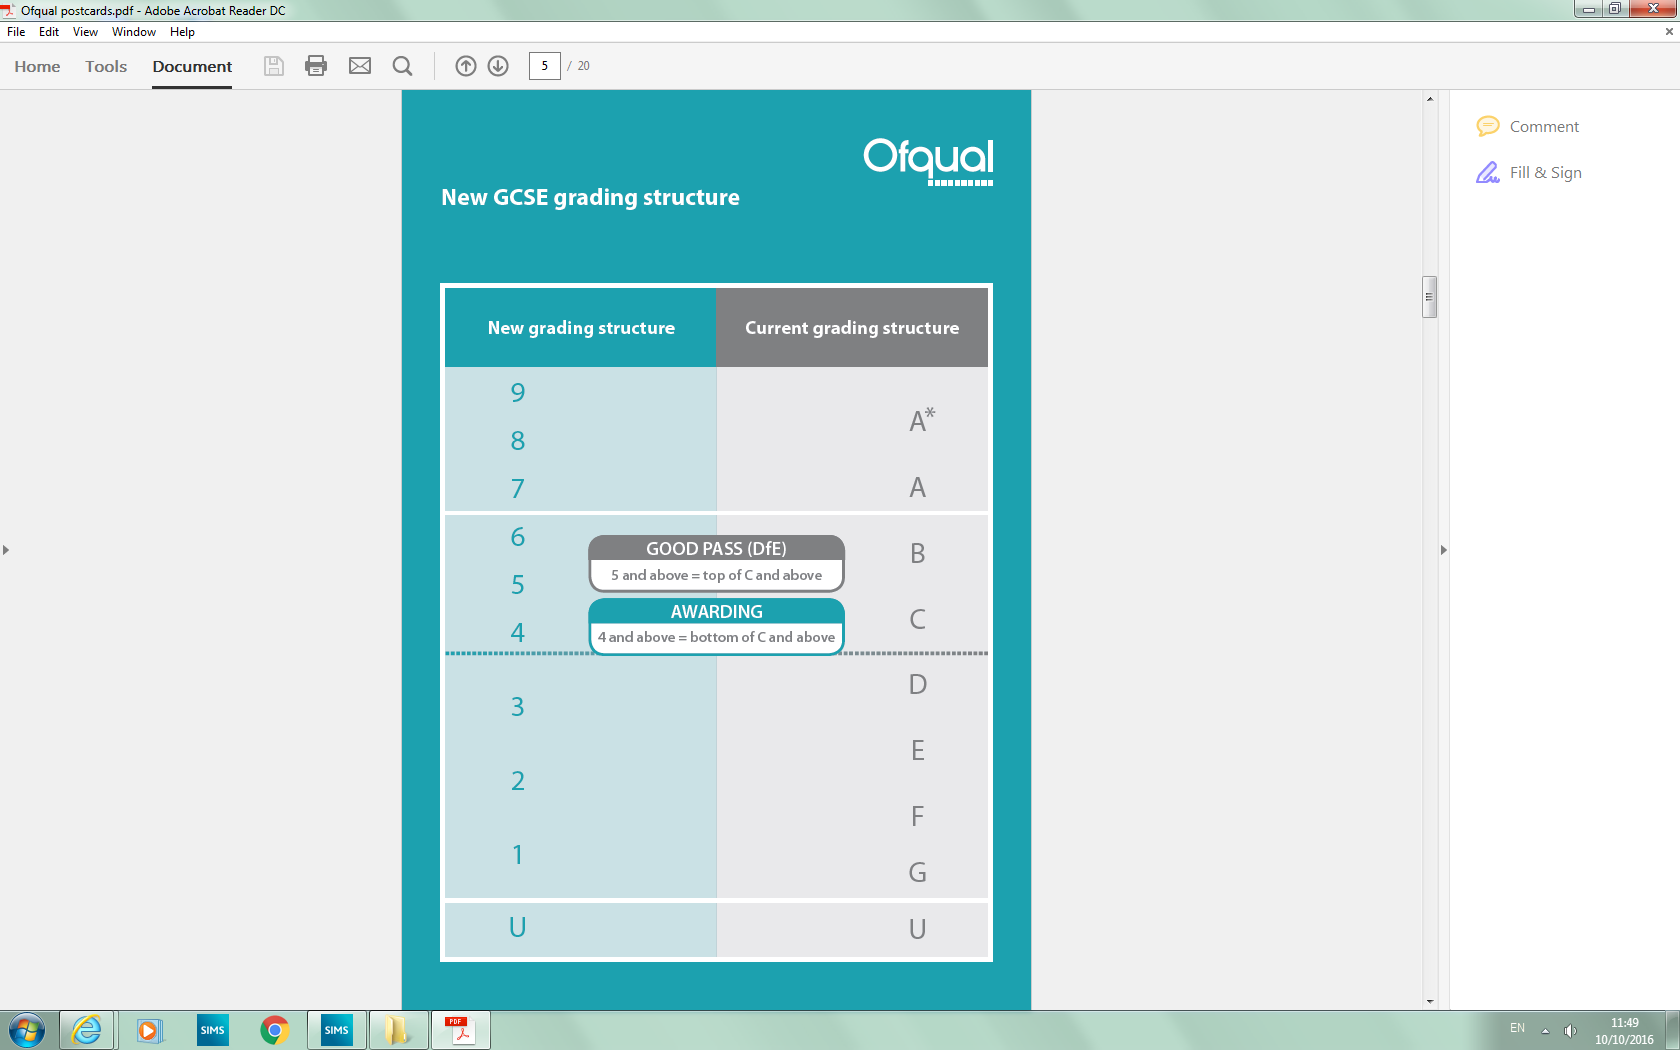 Ofqual postcards.pdf - Adobe Acrobat Reader DC
File Edit View Window Help
Home Tools Document 5 / 20
Comment
Fill & Sign
Ofqual
New GCSE grading structure
New grading structure Current grading structure
9
A*
8
7 A
6
B
GOOD PASS (DfE)
5 and above = top of C and above
5
AWARDING
C
4
4 and above = bottom of C and above
D
3
E
2
F
1
G
U U
SIMS SIMS PDF
EN 11:49
10/10/2016